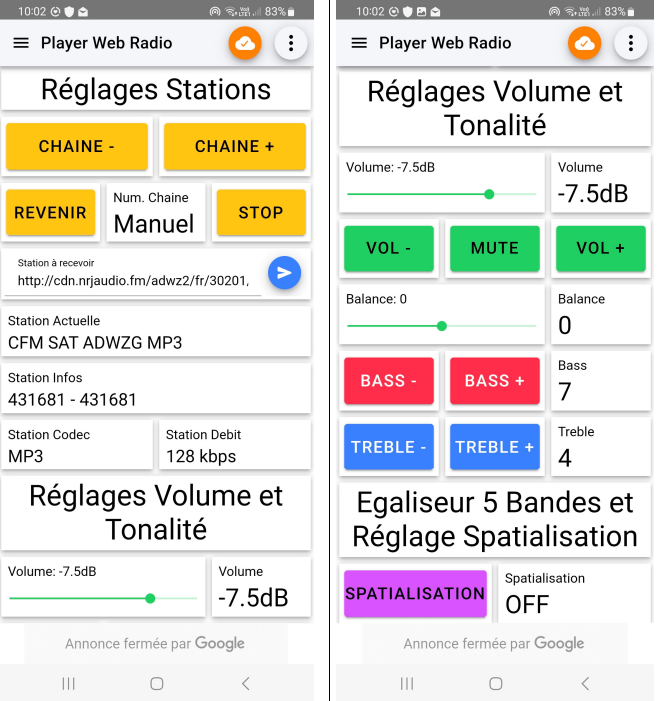 10:02
Vo)) LTE1
83%
Player Web Radio
Réglages Stations
CHAINE -
CHAINE +
REVENIR
Num. Chaine
Manuel
STOP
Station à recevoir
http://cdn.nrjaudio.fm/adwz2/fr/30201,
Station Actuelle
CFM SAT ADWZG MP3
Station Infos
431681 - 431681
Station Codec
MP3
Station Debit
128 kbps
Réglages Volume et
Tonalité
Volume: -7.5dB
Volume
-7.5dB
Annonce fermée par Google
10:02
Vo)) LTE1
83%
Player Web Radio
Réglages Volume et
Tonalité
Volume: -7.5dB
Volume
-7.5dB
VOL -
MUTE
VOL +
Balance: 0
Balance
0
BASS -
BASS +
Bass
7
TREBLE -
TREBLE +
Treble
4
Egaliseur 5 Bandes et
Réglage Spatialisation
SPATIALISATION
Spatialisation
OFF
Annonce fermée par Google